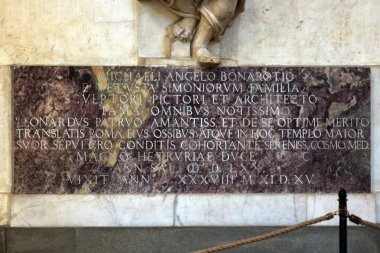 MICHAELI ANGELO BONAROTIO
E VETVSTA SIMONIORVM FAMILIA
SCVLPTORI PICTORI ET ARCHITECTO
FAMA OMNIBVS NOTISSIMO
LEONARDVS PATRVO AMANTISS ET DE SE OPTIME MERITO
TRANSLATIS ROMA EIVS OSSIBVS ATQVE IN HOC TEMPLO MAIOR
SVOR SEPVLCRO CONDITIS COHORTANTE SERENISS COSMO MED
MAGNO HETRVRIAE DVCE
ANN LXX
VIXIT ANN LXXXVIII M XI D XV